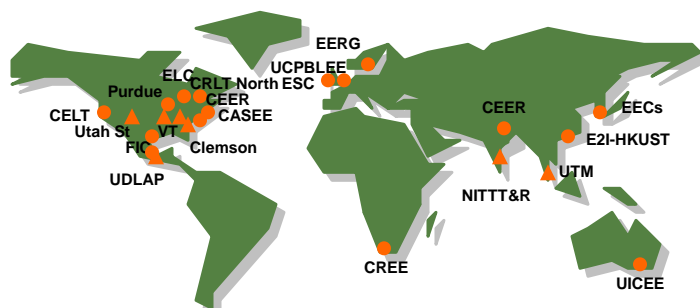 EERG
ELC
UCPBLEE
CRLT North
ESC
Purdue
CEER
CELT
CASEE
Utah St
VT
FIC
Clemson
UDLAP
CEER
EECs
E2I-HKUST
UTM
NITTT&R
CREE
UICEE